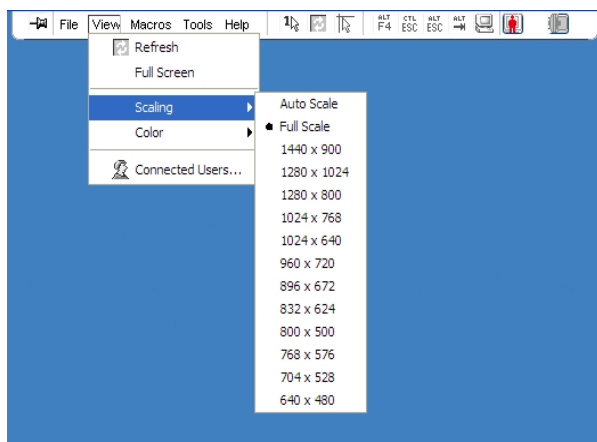 File View Macros Tools Help 1 ALT F4 CTL ESC ALT ESC ALT
Refresh
Full Screen
Scaling
Color
Connected Users...
Auto Scale
Full Scale
1440 x 900
1280 x 1024
1280 x 800
1024 x 768
1024 x 640
960 x 720
896 x 672
832 x 624
800 x 500
768 x 576
704 x 528
640 x 480